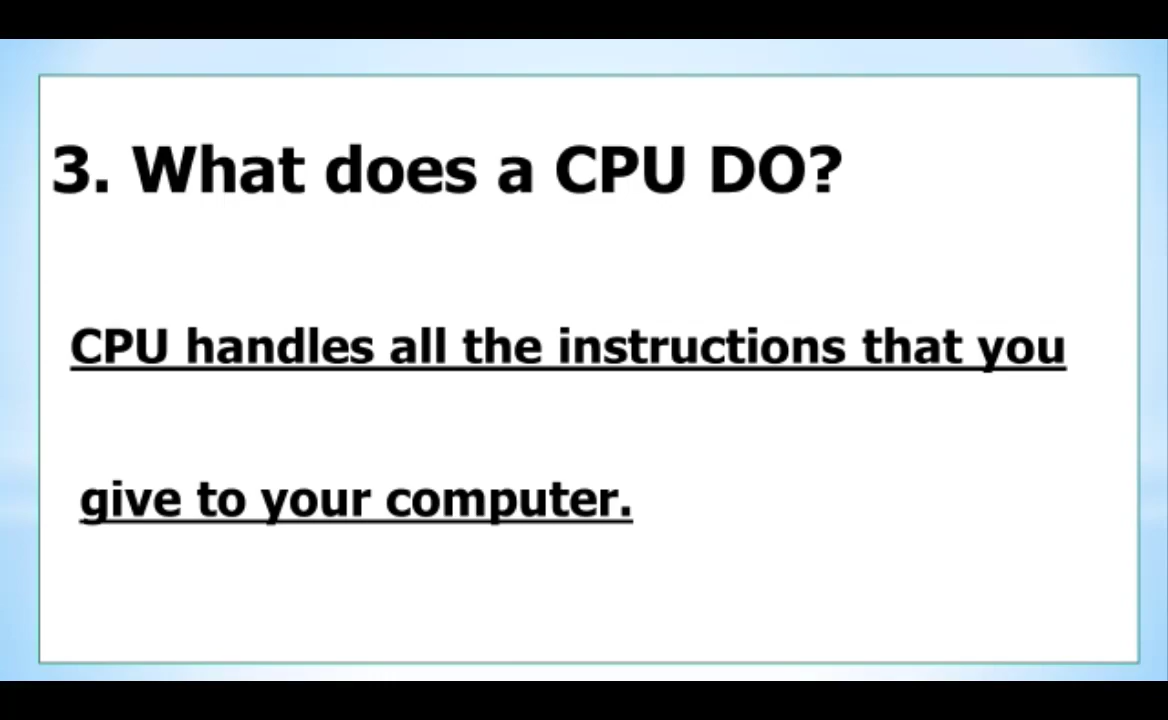 3. What does a CPU DO?
CPU handles all the instructions that you
give to your computer.